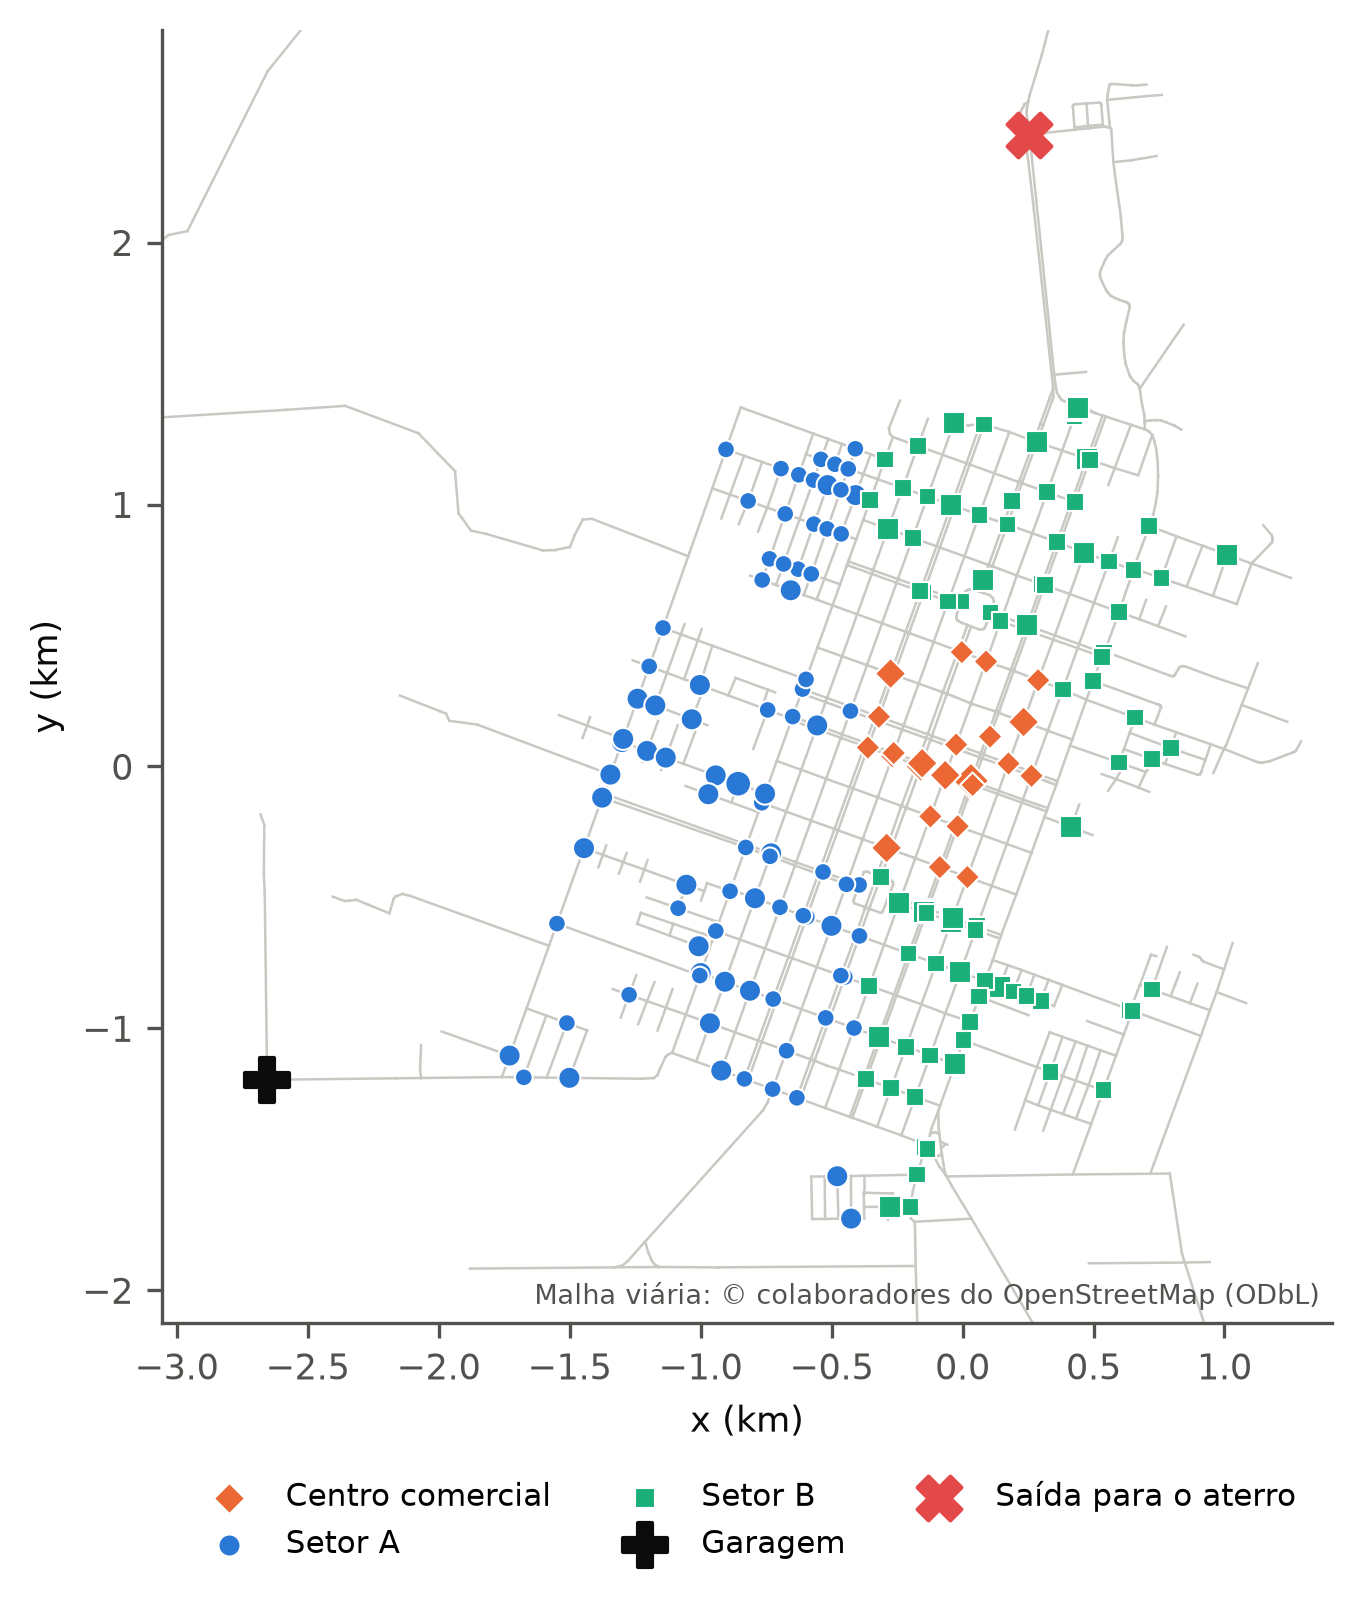 y (km)
2
1
0
−1
−2
Malha viária: © colaboradores do OpenStreetMap (ODbL)
−3.0 −2.5 −2.0 −1.5 −1.0 −0.5 0.0 0.5 1.0
x (km)
Centro comercial Setor B Saída para o aterro
Setor A Garagem